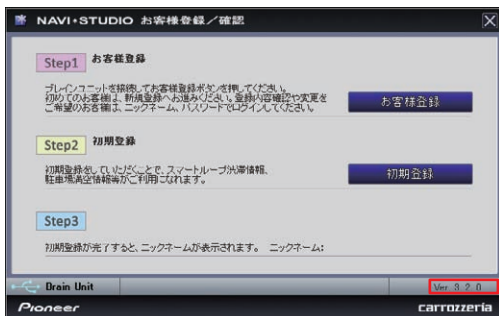 NAVI•STUDIO お客様登録／確認
Step1 お客様登録
ブレインユニットを接続してお客様登録ボタンを押してください。
初めてのお客様は、新規登録へお進みください。登録内容確認や変更を
ご希望のお客様は、ニックネーム、パスワードでログインしてください。
お客様登録
Step2 初期登録
初期登録をしていただくことで、スマートループ渋滞情報、
駐車場満空情報等がご利用になれます。
初期登録
Step3
初期登録が完了すると、ニックネームが表示されます。 ニックネーム:
Brain Unit
Ver. 3. 2. 0
Pioneer
carrozzeria